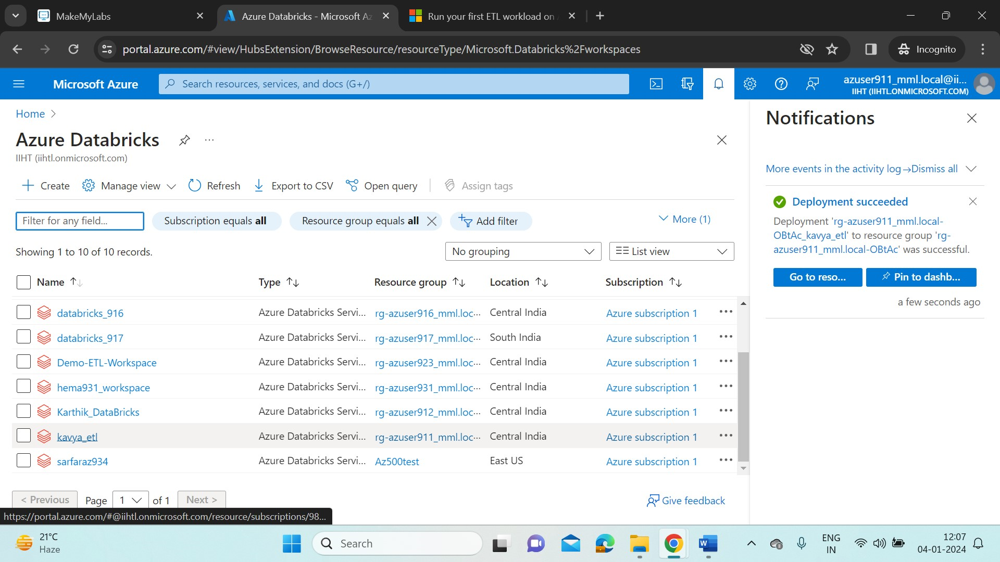 MakeMyLabs
Azure Databricks - Microsoft Az
Run your first ETL workload on A
portal.azure.com/#view/HubsExtension/BrowseResource/resourceType/Microsoft.Databricks%2Fworkspaces
Incognito
Microsoft Azure
Search resources, services, and docs (G+/)
azuser911_mml.local@ii...
IIHT (IIHTL.ONMICROSOFT.COM)
Home
Azure Databricks
IIHT (iihtl.onmicrosoft.com)
Create
Manage view
Refresh
Export to CSV
Open query
Assign tags
Filter for any field...
Subscription equals all
Resource group equals all
Add filter
More (1)
Showing 1 to 10 of 10 records.
No grouping
List view
Name Type Resource group Location Subscription
databricks_916 Azure Databricks Servi... rg-azuser916_mml.loc... Central India Azure subscription 1
databricks_917 Azure Databricks Servi... rg-azuser917_mml.loc... South India Azure subscription 1
Demo-ETL-Workspace Azure Databricks Servi... rg-azuser923_mml.loc... Central India Azure subscription 1
hema931_workspace Azure Databricks Servi... rg-azuser931_mml.loc... Central India Azure subscription 1
Karthik_DataBricks Azure Databricks Servi... rg-azuser912_mml.loc... Central India Azure subscription 1
kavya_etl Azure Databricks Servi... rg-azuser911_mml.loc... Central India Azure subscription 1
sarfaraz934 Azure Databricks Servi... Az500test East US Azure subscription 1
< Previous Page 1 of 1 Next >
Give feedback
https://portal.azure.com/#@iihtl.onmicrosoft.com/resource/subscriptions/98...
Notifications
More events in the activity log → Dismiss all
Deployment succeeded
Deployment 'rg-azuser911_mml.local-
OBtAc_kavya_etl' to resource group 'rg-
azuser911_mml.local-OBtAc' was successful.
Go to reso...
Pin to dashb...
a few seconds ago
21°C
Haze
Search
ENG
IN
12:07
04-01-2024